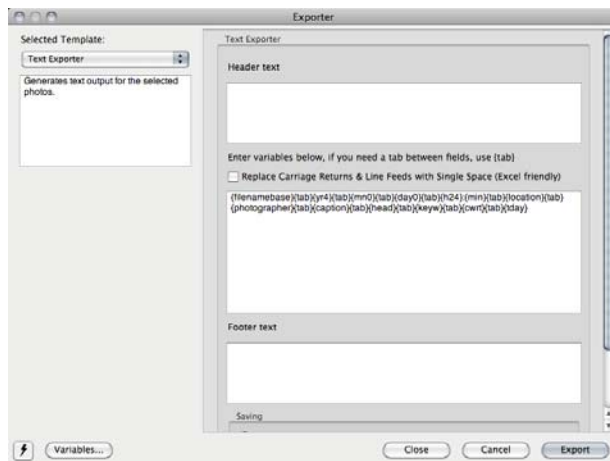 Exporter
Selected Template:
Text Exporter
Generates text output for the selected
photos.
Text Exporter
Header text
Enter variables below, if you need a tab between fields, use {tab}
Replace Carriage Returns & Line Feeds with Single Space (Excel friendly)
{filenamebase}{tab}{yr4}{tab}{mn0}{tab}{day0}{tab}{h24}:{min}{tab}{location}{tab}
{photographer}{tab}{caption}{tab}{head}{tab}{keyw}{tab}{cwrt}{tab}{tday}
Footer text
Saving
Variables...
Close
Cancel
Export